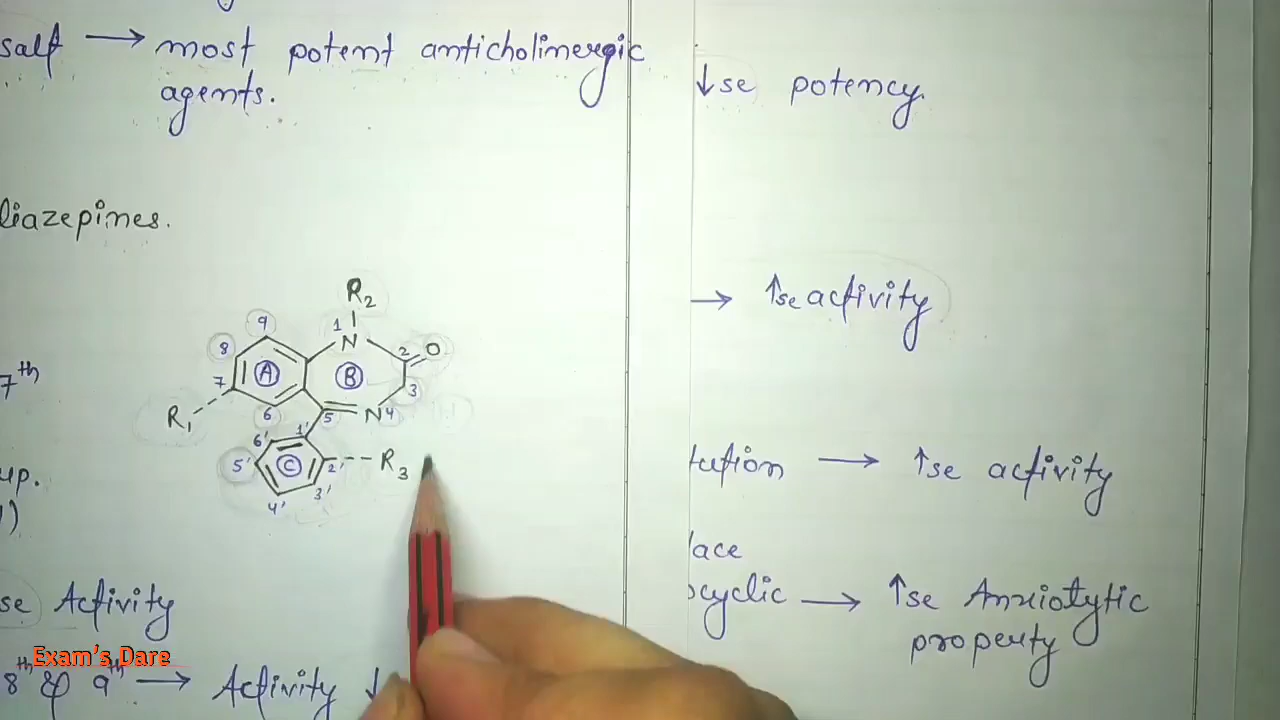 salt → most potent anticholinergic
agents.
liazepines.
R2
9 1 N
8 A B 2 O
7 3
R1 6 5 N 4
1'
6'
5' C 2' R3
3'
4'
7th
up.
1)
se Activity
8th & 9th → Activity ↓
Exam's Dare
↓se potency.
→ ↑se activity
tution → ↑se activity
lace
ocyclic → ↑se Anxiolytic
property